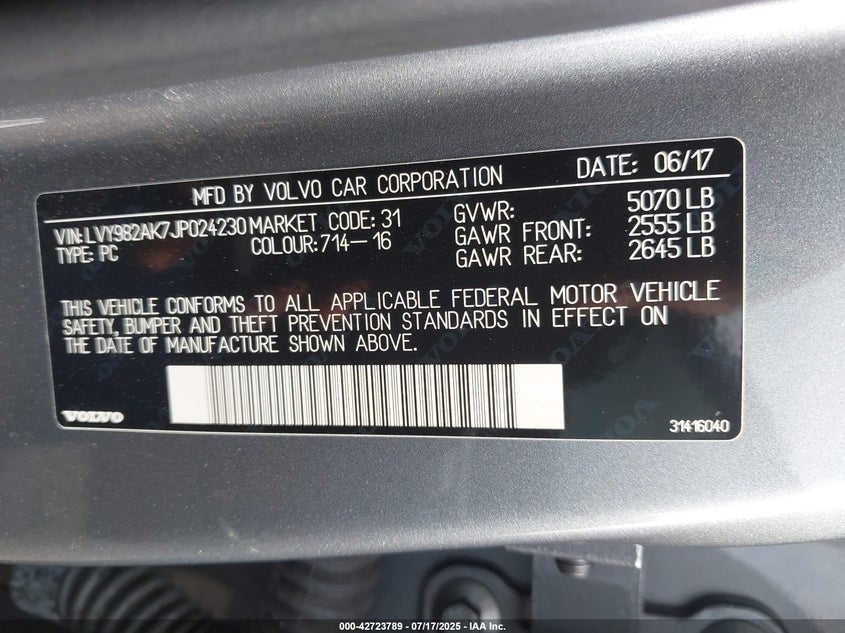 MFD BY VOLVO CAR CORPORATION DATE: 06/17
VIN: LVY982AK7JP024230 MARKET CODE: 31 GVWR: 5070 LB
TYPE: PC COLOUR: 714-16 GAWR FRONT: 2555 LB
GAWR REAR: 2645 LB
THIS VEHICLE CONFORMS TO ALL APPLICABLE FEDERAL MOTOR VEHICLE
SAFETY, BUMPER AND THEFT PREVENTION STANDARDS IN EFFECT ON
THE DATE OF MANUFACTURE SHOWN ABOVE.
VOLVO 31416040
000-42723789 - 07/17/2025 - IAA Inc.